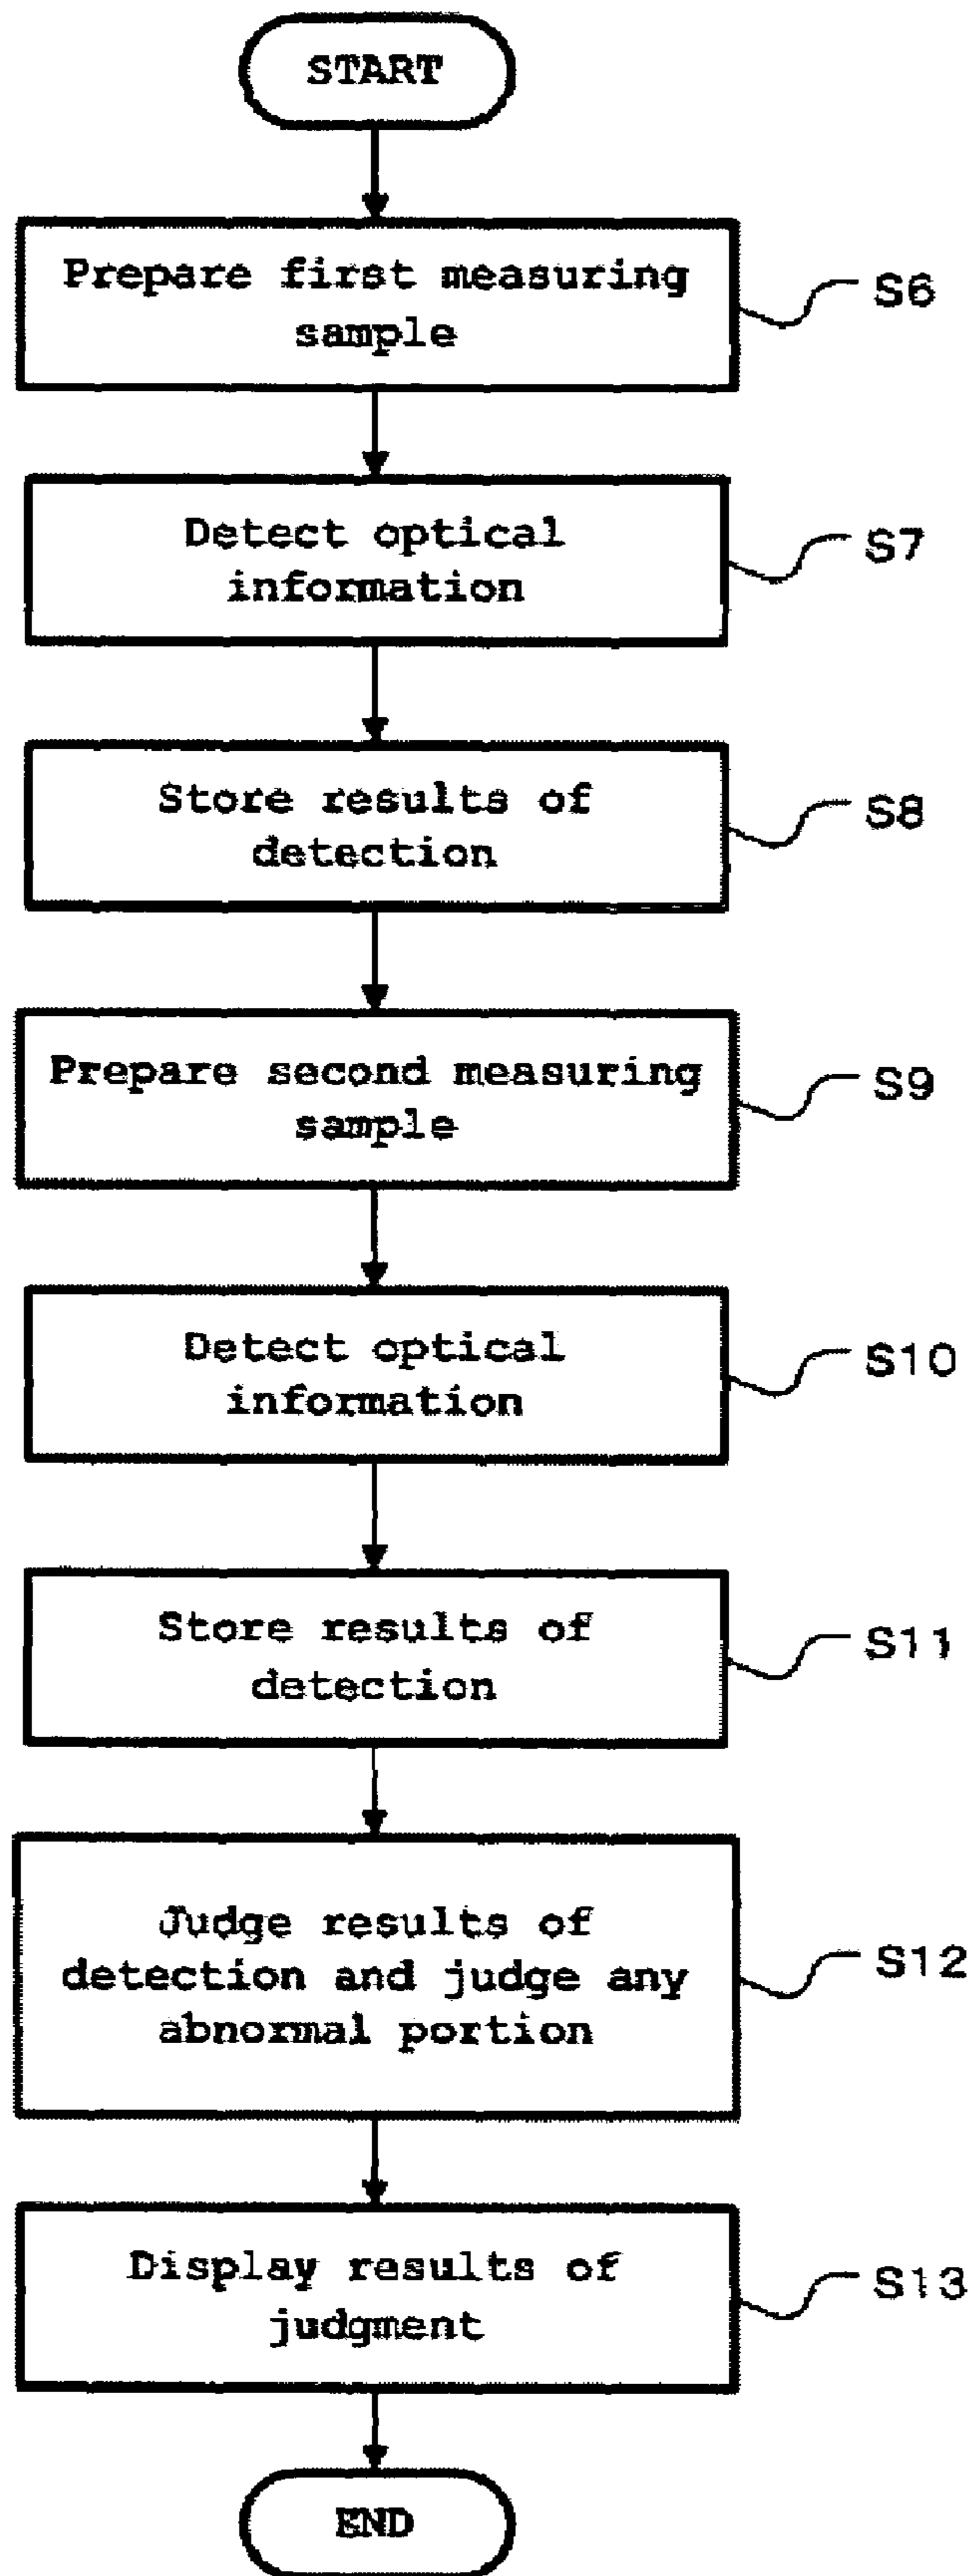 START
Prepare first measuring
sample
S6
Detect optical
information
S7
Store results of
detection
S8
Prepare second measuring
sample
S9
Detect optical
information
S10
Store results of
detection
S11
Judge results of
detection and judge any
abnormal portion
S12
Display results of
judgment
S13
END